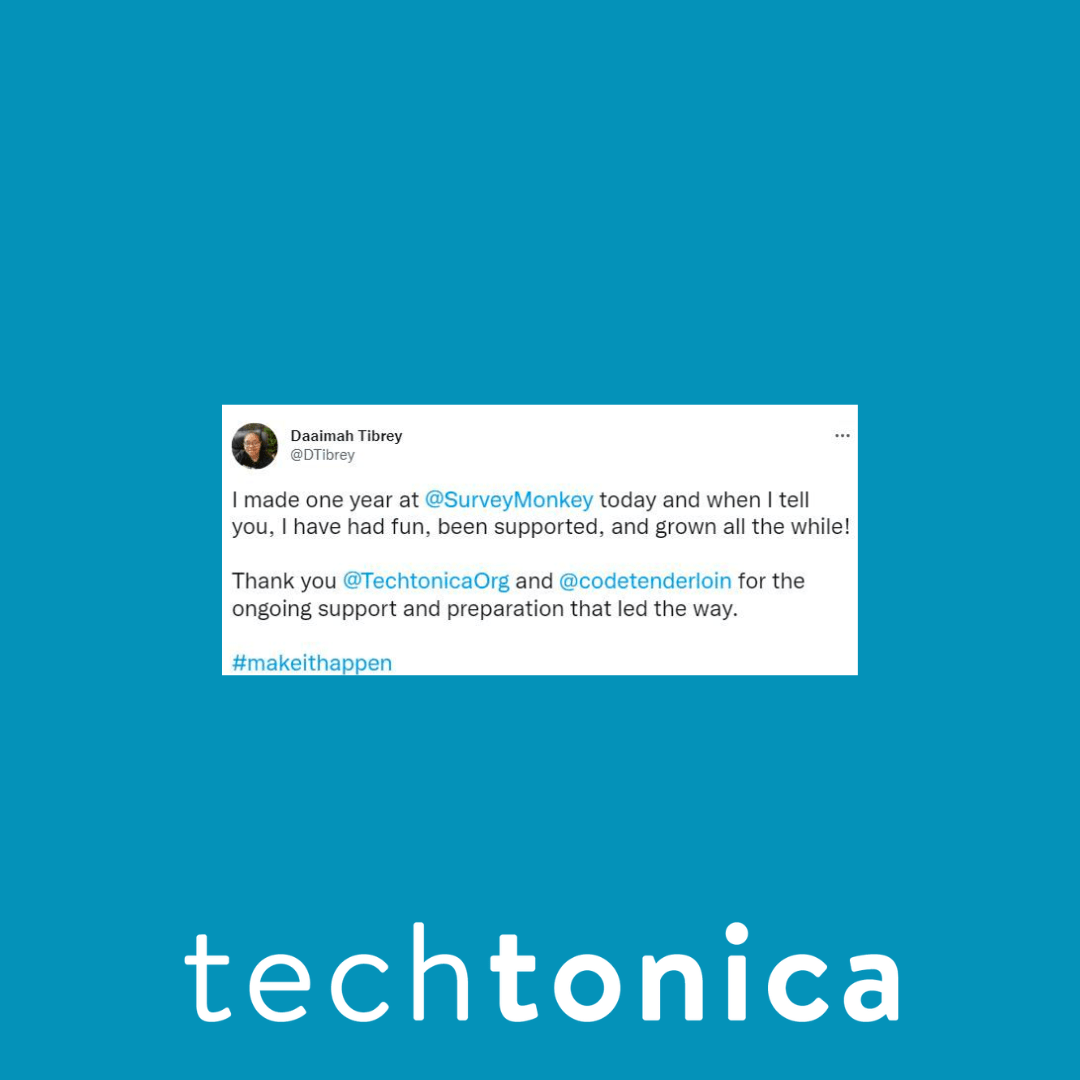 Daaimah Tibrey
@DTibrey
I made one year at @SurveyMonkey today and when I tell
you, I have had fun, been supported, and grown all the while!
Thank you @TechtonicaOrg and @codetenderloin for the
ongoing support and preparation that led the way.
#makeithappen
techtonica